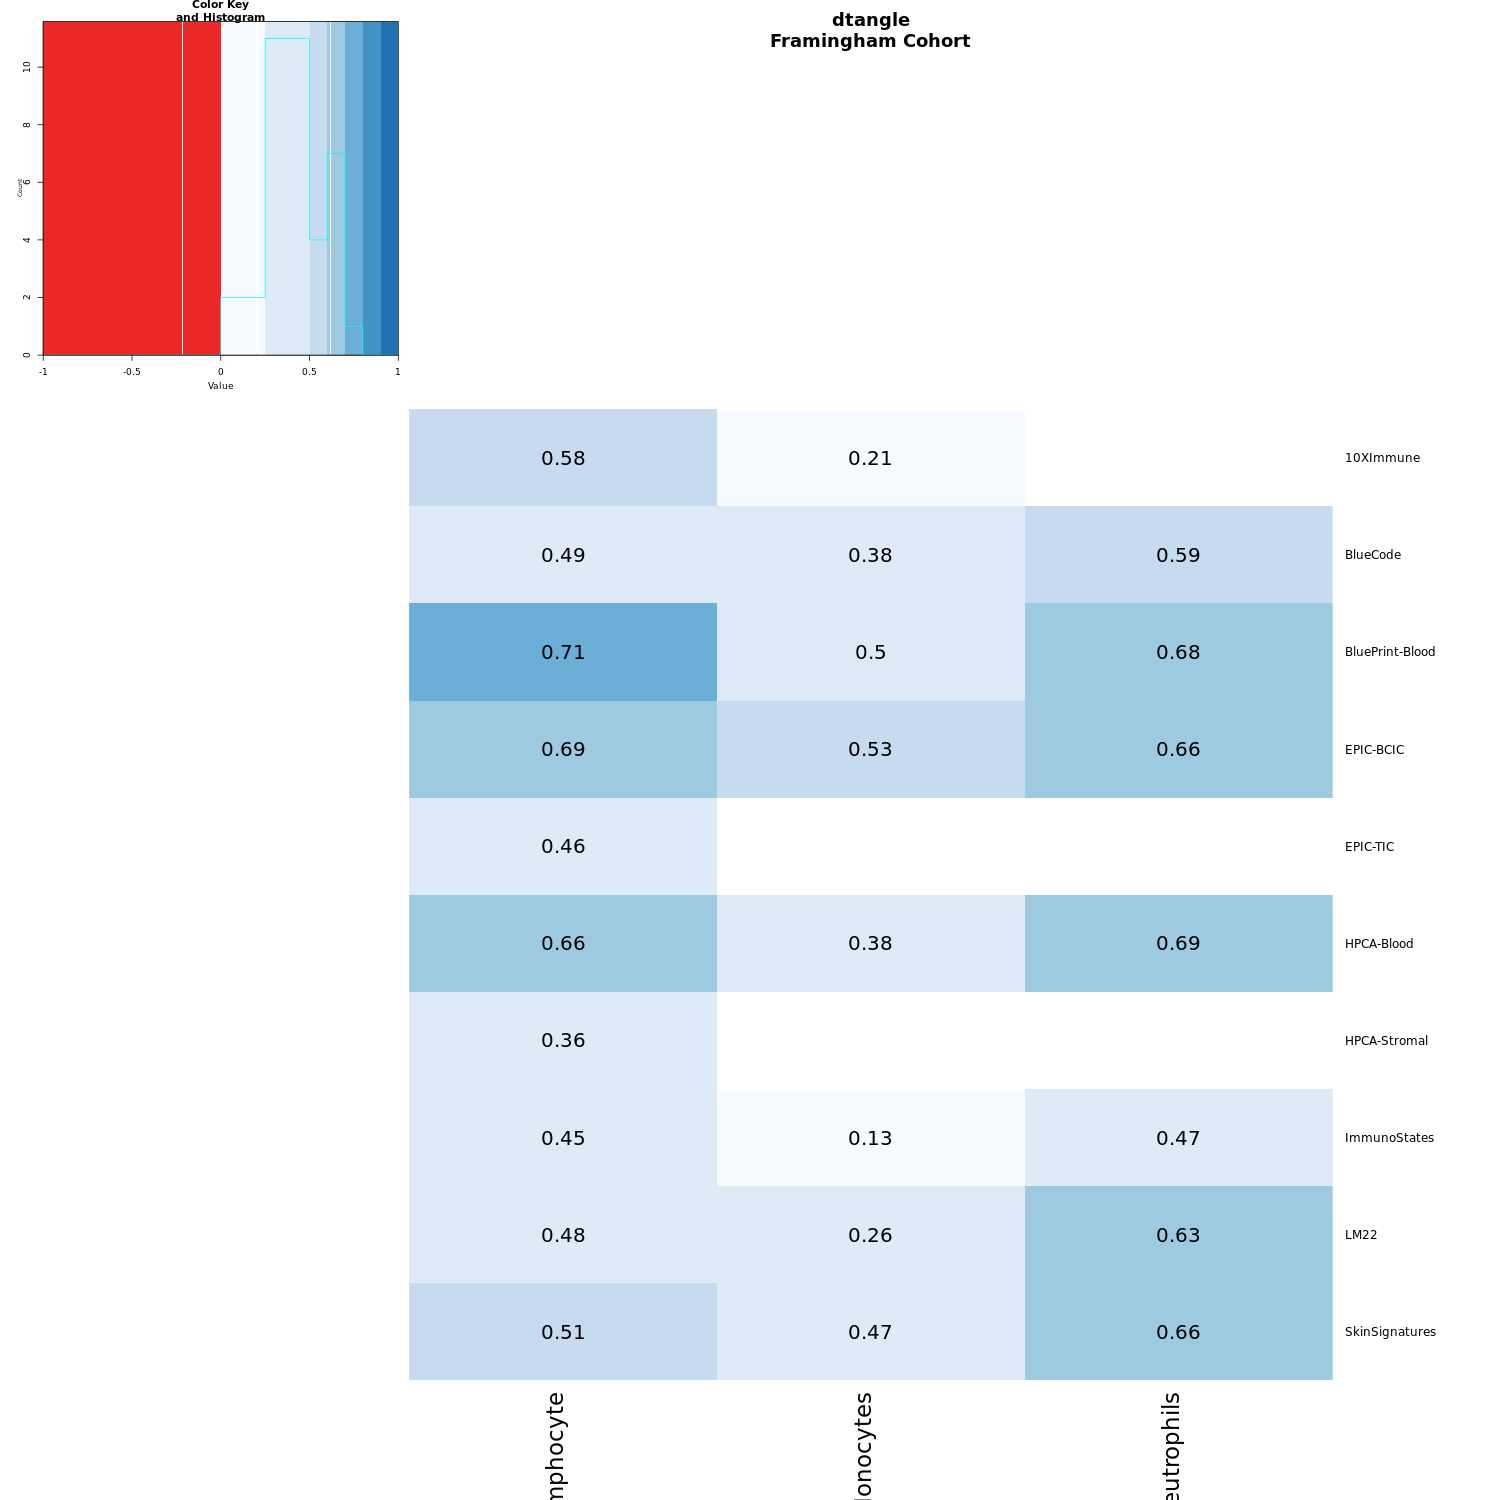 Color Key
and Histogram
dtangle
Framingham Cohort
10
8
6
4
2
0
Count
-1 -0.5 0 0.5 1
Value
0.58 0.21 10XImmune
0.49 0.38 0.59 BlueCode
0.71 0.5 0.68 BluePrint-Blood
0.69 0.53 0.66 EPIC-BCIC
0.46 EPIC-TIC
0.66 0.38 0.69 HPCA-Blood
0.36 HPCA-Stromal
0.45 0.13 0.47 ImmunoStates
0.48 0.26 0.63 LM22
0.51 0.47 0.66 SkinSignatures
mphocyte
onocytes
eutrophils